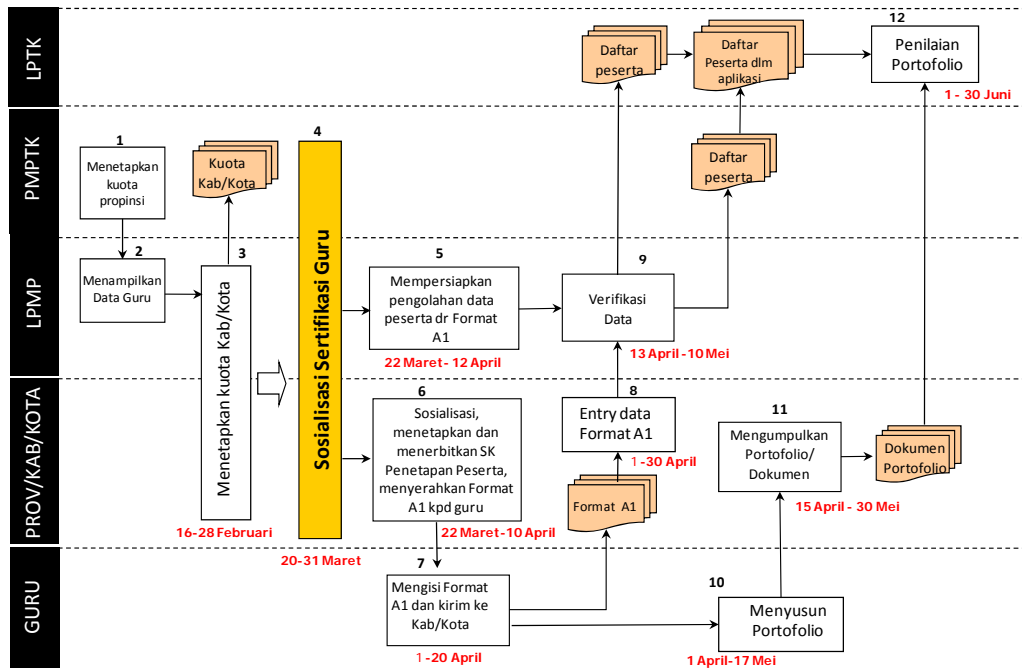 LPTK
12
Daftar
peserta
Daftar
Peserta dlm
aplikasi
Penilaian
Portofolio
1 - 30 Juni
PMPTK
1
Menetapkan
kuota
propinsi
Kuota
Kab/Kota
4
Sosialisasi Sertifikasi Guru
20-31 Maret
Daftar
peserta
LPMP
2
Menampilkan
Data Guru
3
Menetapkan kuota Kab/Kota
16-28 Februari
5
Mempersiapkan
pengolahan data
peserta dr Format
A1
22 Maret - 12 April
9
Verifikasi
Data
13 April -10 Mei
PROV/KAB/KOTA
6
Sosialisasi,
menetapkan dan
menerbitkan SK
Penetapan Peserta,
menyerahkan Format
A1 kpd guru
22 Maret -10 April
8
Entry data
Format A1
1 -30 April
Format A1
11
Mengumpulkan
Portofolio/
Dokumen
15 April - 30 Mei
Dokumen
Portofolio
GURU
7
Mengisi Format
A1 dan kirim ke
Kab/Kota
1 -20 April
10
Menyusun
Portofolio
1 April-17 Mei